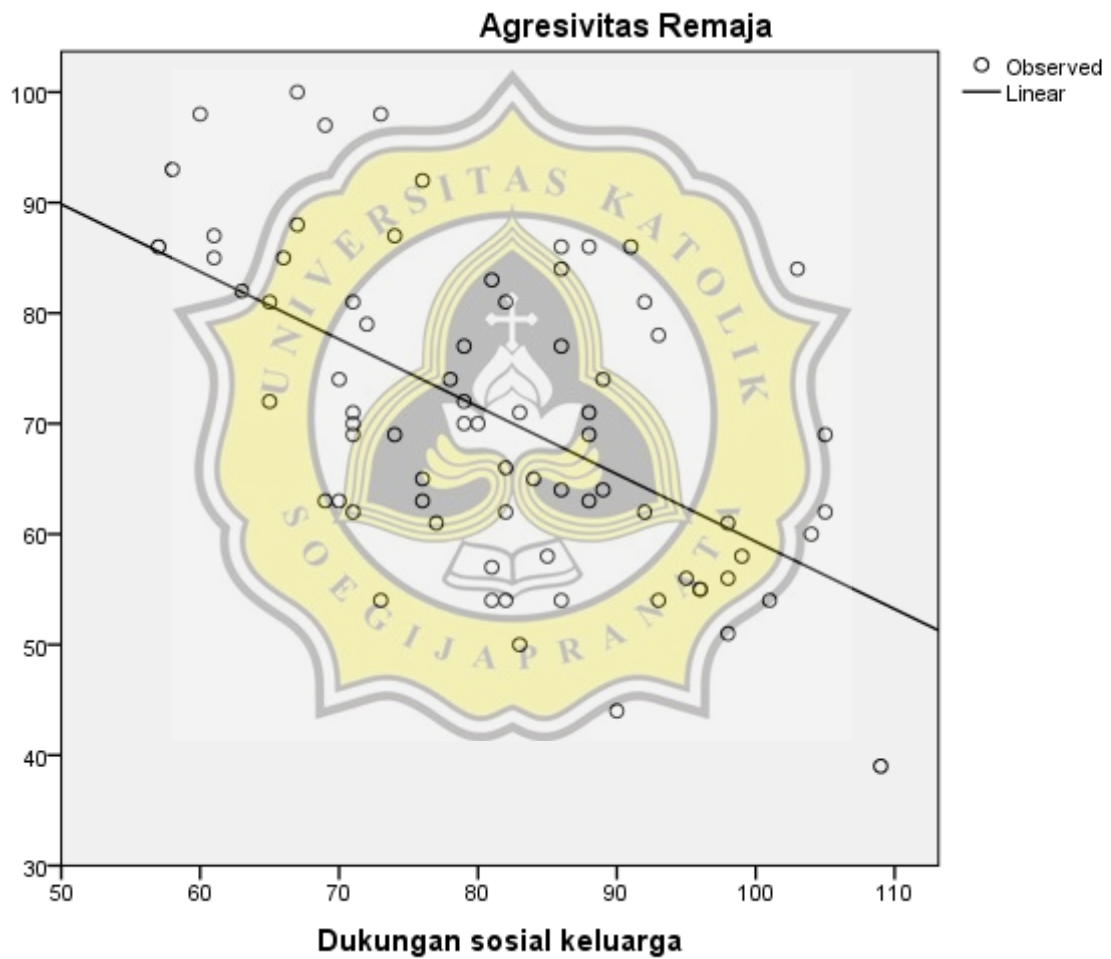 Agresivitas Remaja
Observed
Linear
100
90
80
70
60
50
40
30
50 60 70 80 90 100 110
Dukungan sosial keluarga
UNIVERSITAS KATOLIK
SOEGIJAPRANATA